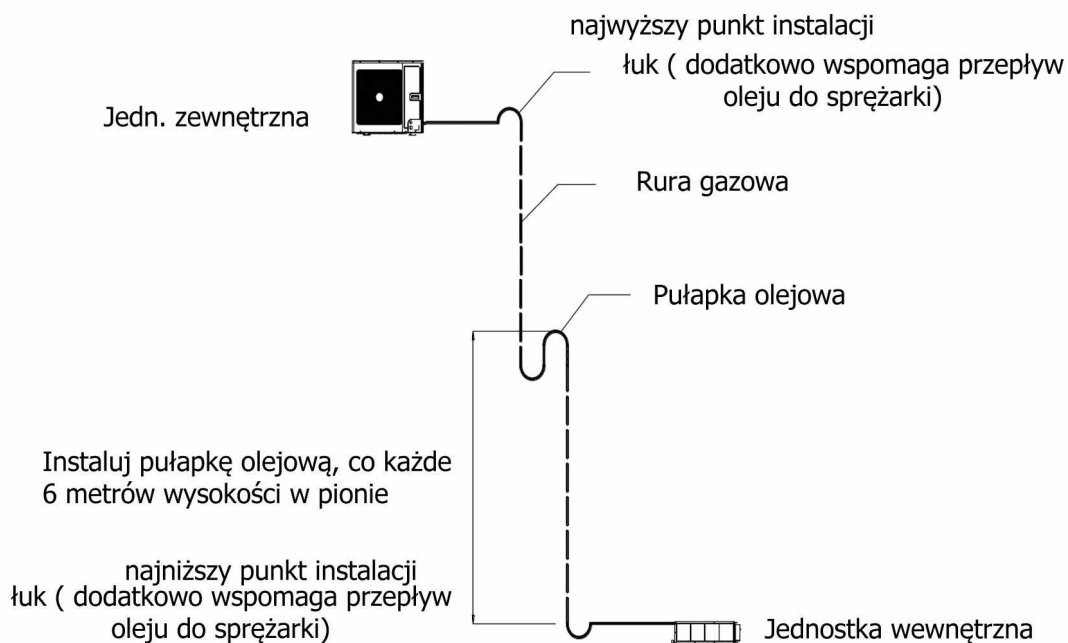 najwyższy punkt instalacji
łuk ( dodatkowo wspomaga przepływ
oleju do sprężarki)
Jedn. zewnętrzna
Rura gazowa
Pułapka olejowa
Instaluj pułapkę olejową, co każde
6 metrów wysokości w pionie
najniższy punkt instalacji
łuk ( dodatkowo wspomaga przepływ
oleju do sprężarki)
Jednostka wewnętrzna